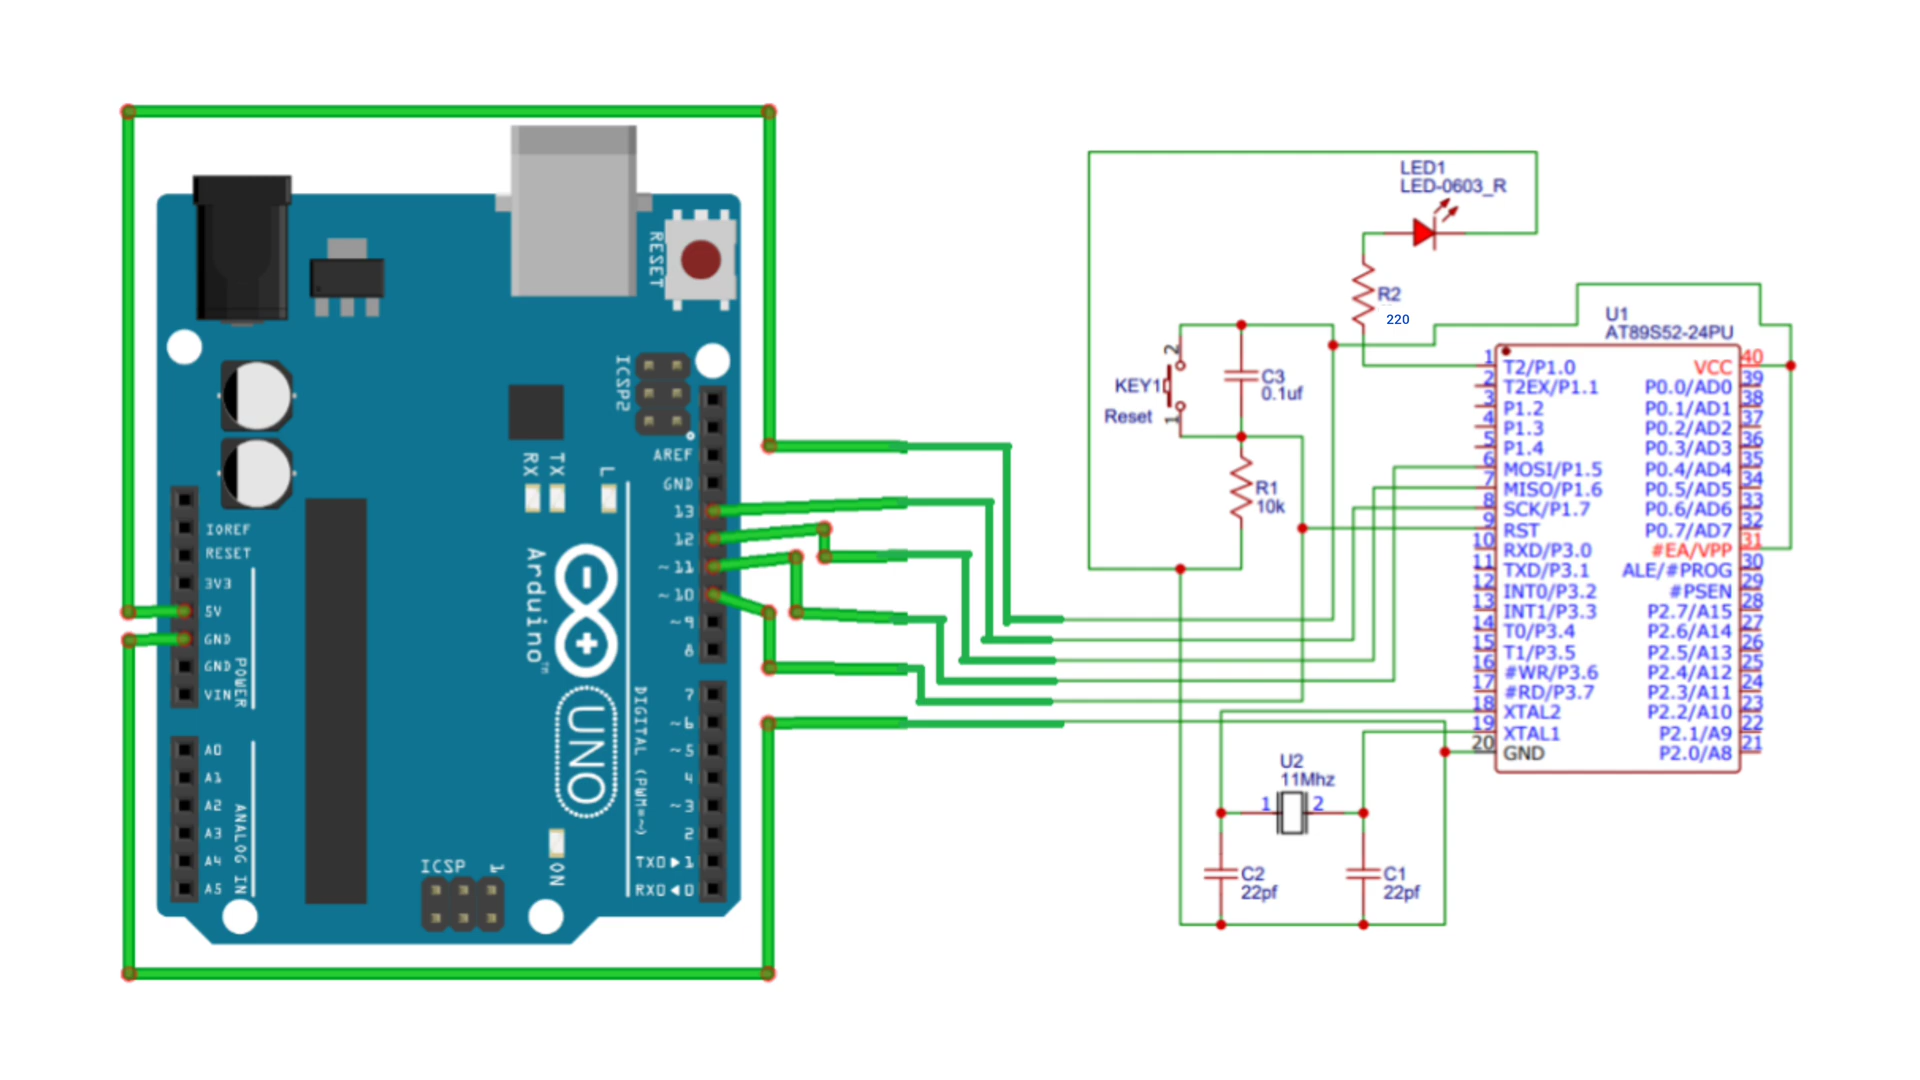 RESET
ICSP2
AREF
GND
13
12
~ 11
~ 10
~ 9
8
RX
TX
L
IOREF
RESET
3V3
5V
GND
GND
VIN
POWER
Arduino™
UNO
DIGITAL (PWM=~)
7
~ 6
~ 5
4
~ 3
2
TX0 ▶ 1
RX0 ◀ 0
A0
A1
A2
A3
A4
A5
ANALOG IN
ICSP
1
ON
LED1
LED-0603_R
R2
220
2
KEY1
Reset
1
C3
0.1uf
R1
10k
U1
AT89S52-24PU
1 T2/P1.0
2 T2EX/P1.1
3 P1.2
4 P1.3
5 P1.4
6 MOSI/P1.5
7 MISO/P1.6
8 SCK/P1.7
9 RST
10 RXD/P3.0
11 TXD/P3.1
12 INT0/P3.2
13 INT1/P3.3
14 T0/P3.4
15 T1/P3.5
16 #WR/P3.6
17 #RD/P3.7
18 XTAL2
19 XTAL1
20 GND
VCC 40
P0.0/AD0 39
P0.1/AD1 38
P0.2/AD2 37
P0.3/AD3 36
P0.4/AD4 35
P0.5/AD5 34
P0.6/AD6 33
P0.7/AD7 32
#EA/VPP 31
ALE/#PROG 30
#PSEN 29
P2.7/A15 28
P2.6/A14 27
P2.5/A13 26
P2.4/A12 25
P2.3/A11 24
P2.2/A10 23
P2.1/A9 22
P2.0/A8 21
U2
11Mhz
1 2
C2
22pf
C1
22pf